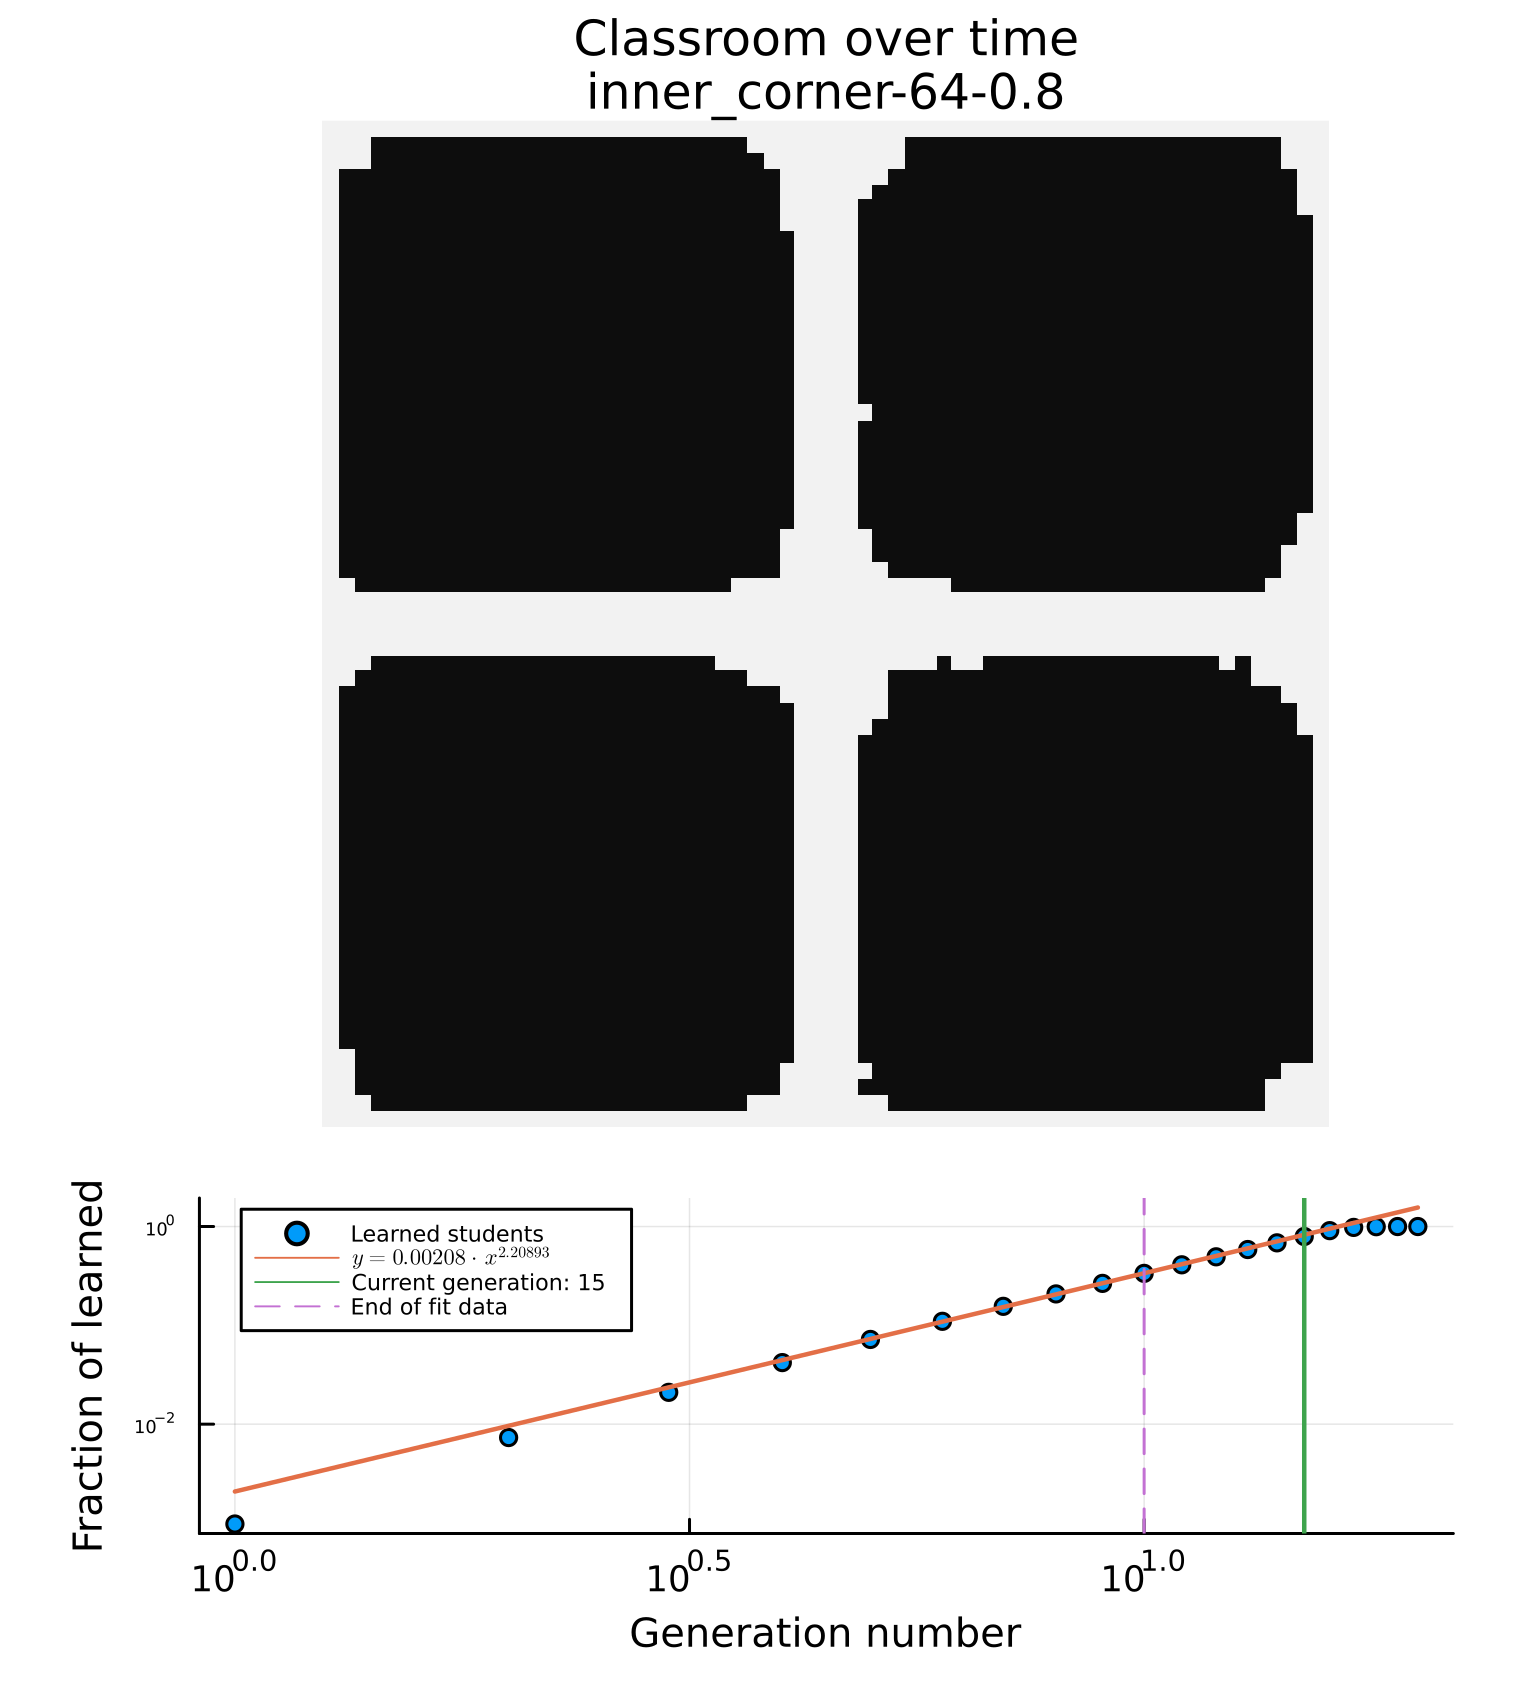 Classroom over time
inner_corner-64-0.8
Fraction of learned
10^0
10^−2
Learned students
y = 0.00208 · x^2.20893
Current generation: 15
End of fit data
10^0.0
10^0.5
10^1.0
Generation number